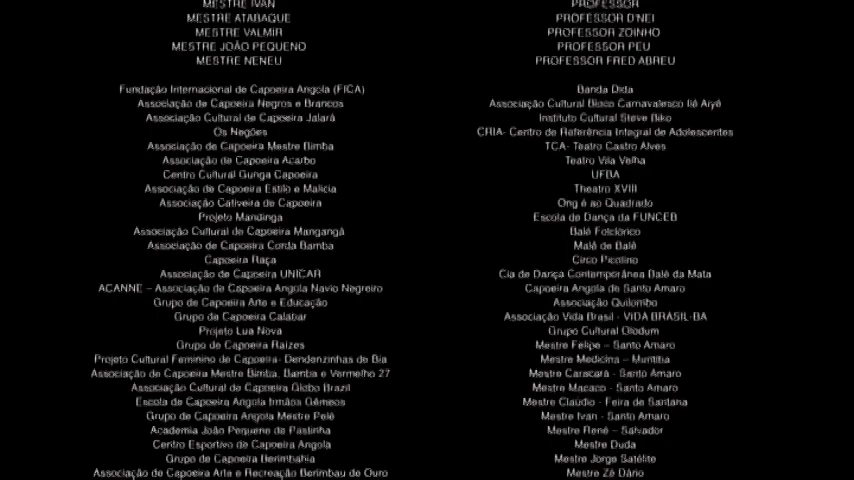 MESTRE IVAN
MESTRE ATABAQUE
MESTRE VALMIR
MESTRE JOÃO PEQUENO
MESTRE NENEU
Fundação Internacional de Capoeira Angola (FICA)
Associação de Capoeira Negros e Brancos
Associação Cultural de Capoeira Jalará
Os Negões
Associação de Capoeira Mestre Bimba
Associação de Capoeira Acarbo
Centro Cultural Gunga Capoeira
Associação de Capoeira Estilo e Malícia
Associação Cativeiro de Capoeira
Projeto Mandinga
Associação Cultural de Capoeira Mangangá
Associação de Capoeira Corda Bamba
Capoeira Raça
Associação de Capoeira UNICAR
ACANNE – Associação de Capoeira Angola Navio Negreiro
Grupo de Capoeira Arte e Educação
Grupo de Capoeira Calabar
Projeto Lua Nova
Grupo de Capoeira Raízes
Projeto Cultural Feminino de Capoeira- Dendenzinhas da Bia
Associação de Capoeira Mestre Bimba, Bamba e Vermelho 27
Associação Cultural de Capoeira Globo Brazil
Escola de Capoeira Angola Irmãos Gêmeos
Grupo de Capoeira Angola Mestre Pelé
Academia João Pequeno de Pastinha
Centro Esportivo de Capoeira Angola
Grupo de Capoeira Berimbahia
Associação de Capoeira Arte e Recreação Berimbau de Ouro
PROFESSOR
PROFESSOR D'NEI
PROFESSOR ZOINHO
PROFESSOR PEU
PROFESSOR FRED ABREU
Banda Dida
Associação Cultural Bloco Carnavalesco Ilê Aiyê
Instituto Cultural Steve Biko
CRIA- Centro de Referência Integral de Adolescentes
TCA- Teatro Castro Alves
Teatro Vila Velha
UFBA
Theatro XVIII
Ong é ao Quadrado
Escola de Dança da FUNCEB
Balé Folclórico
Malê de Balê
Circo Picolino
Cia de Dança Contemporânea Balé da Mata
Capoeira Angola de Santo Amaro
Associação Quilombo
Associação Vida Brasil - VIDA BRASIL-BA
Grupo Cultural Olodum
Mestre Felipe – Santo Amaro
Mestre Medicina – Muritiba
Mestre Caracará - Santo Amaro
Mestre Macaco - Santo Amaro
Mestre Claudio - Feira de Santana
Mestre Ivan - Santo Amaro
Mestre René – Salvador
Mestre Duda
Mestre Jorge Satélite
Mestre Zé Dário